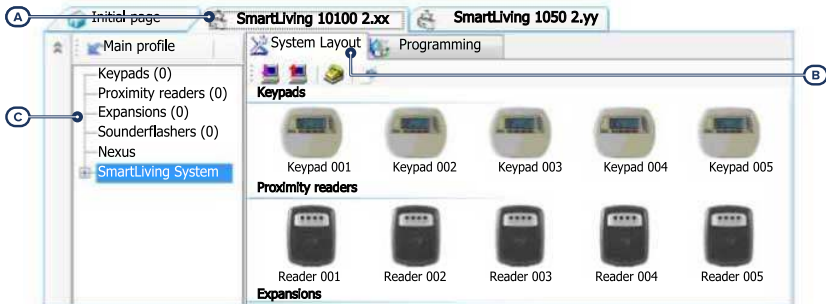 A
Initial page
SmartLiving 10100 2.xx
SmartLiving 1050 2.yy
Main profile
System Layout
Programming
B
Keypads (0)
Proximity readers (0)
C
Expansions (0)
Sounderflashers (0)
Nexus
SmartLiving System
Keypads
Keypad 001
Keypad 002
Keypad 003
Keypad 004
Keypad 005
Proximity readers
Reader 001
Reader 002
Reader 003
Reader 004
Reader 005
Expansions